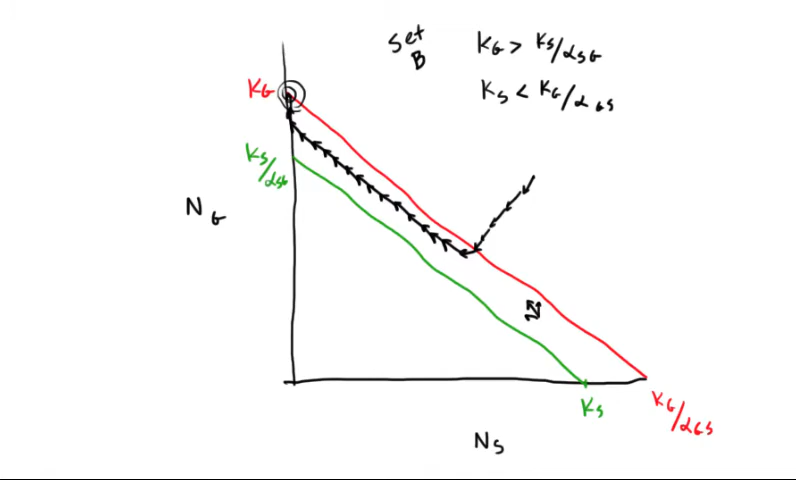 Set B
KG > KS/αSG
KS < KG/αGS
KG
KS/αSG
NG
KS
KG/αGS
NS